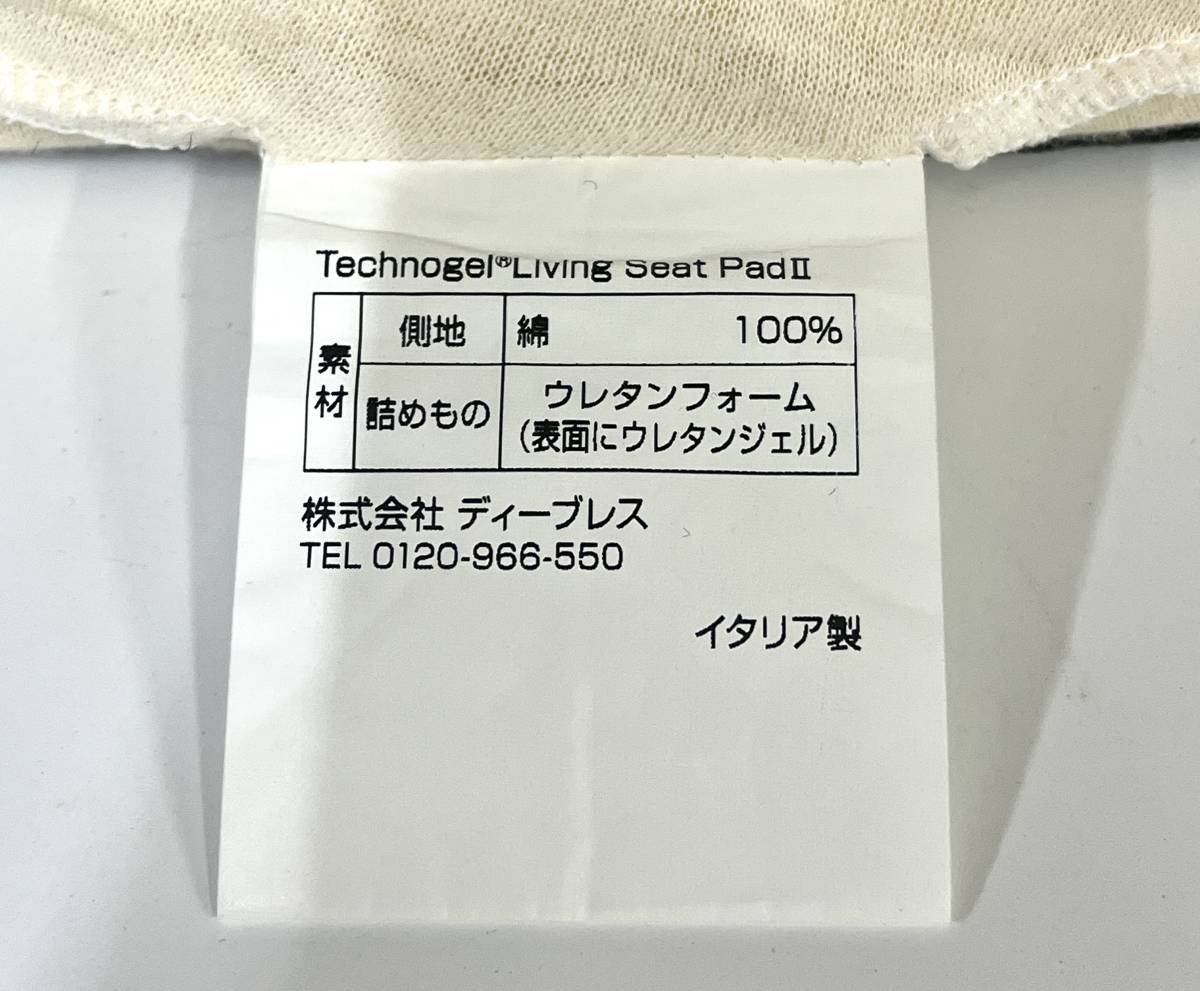 Technogel®Living Seat PadⅡ
素材
側地 綿 100%
詰めもの ウレタンフォーム
(表面にウレタンジェル)
株式会社 ディーブレス
TEL 0120-966-550
イタリア製